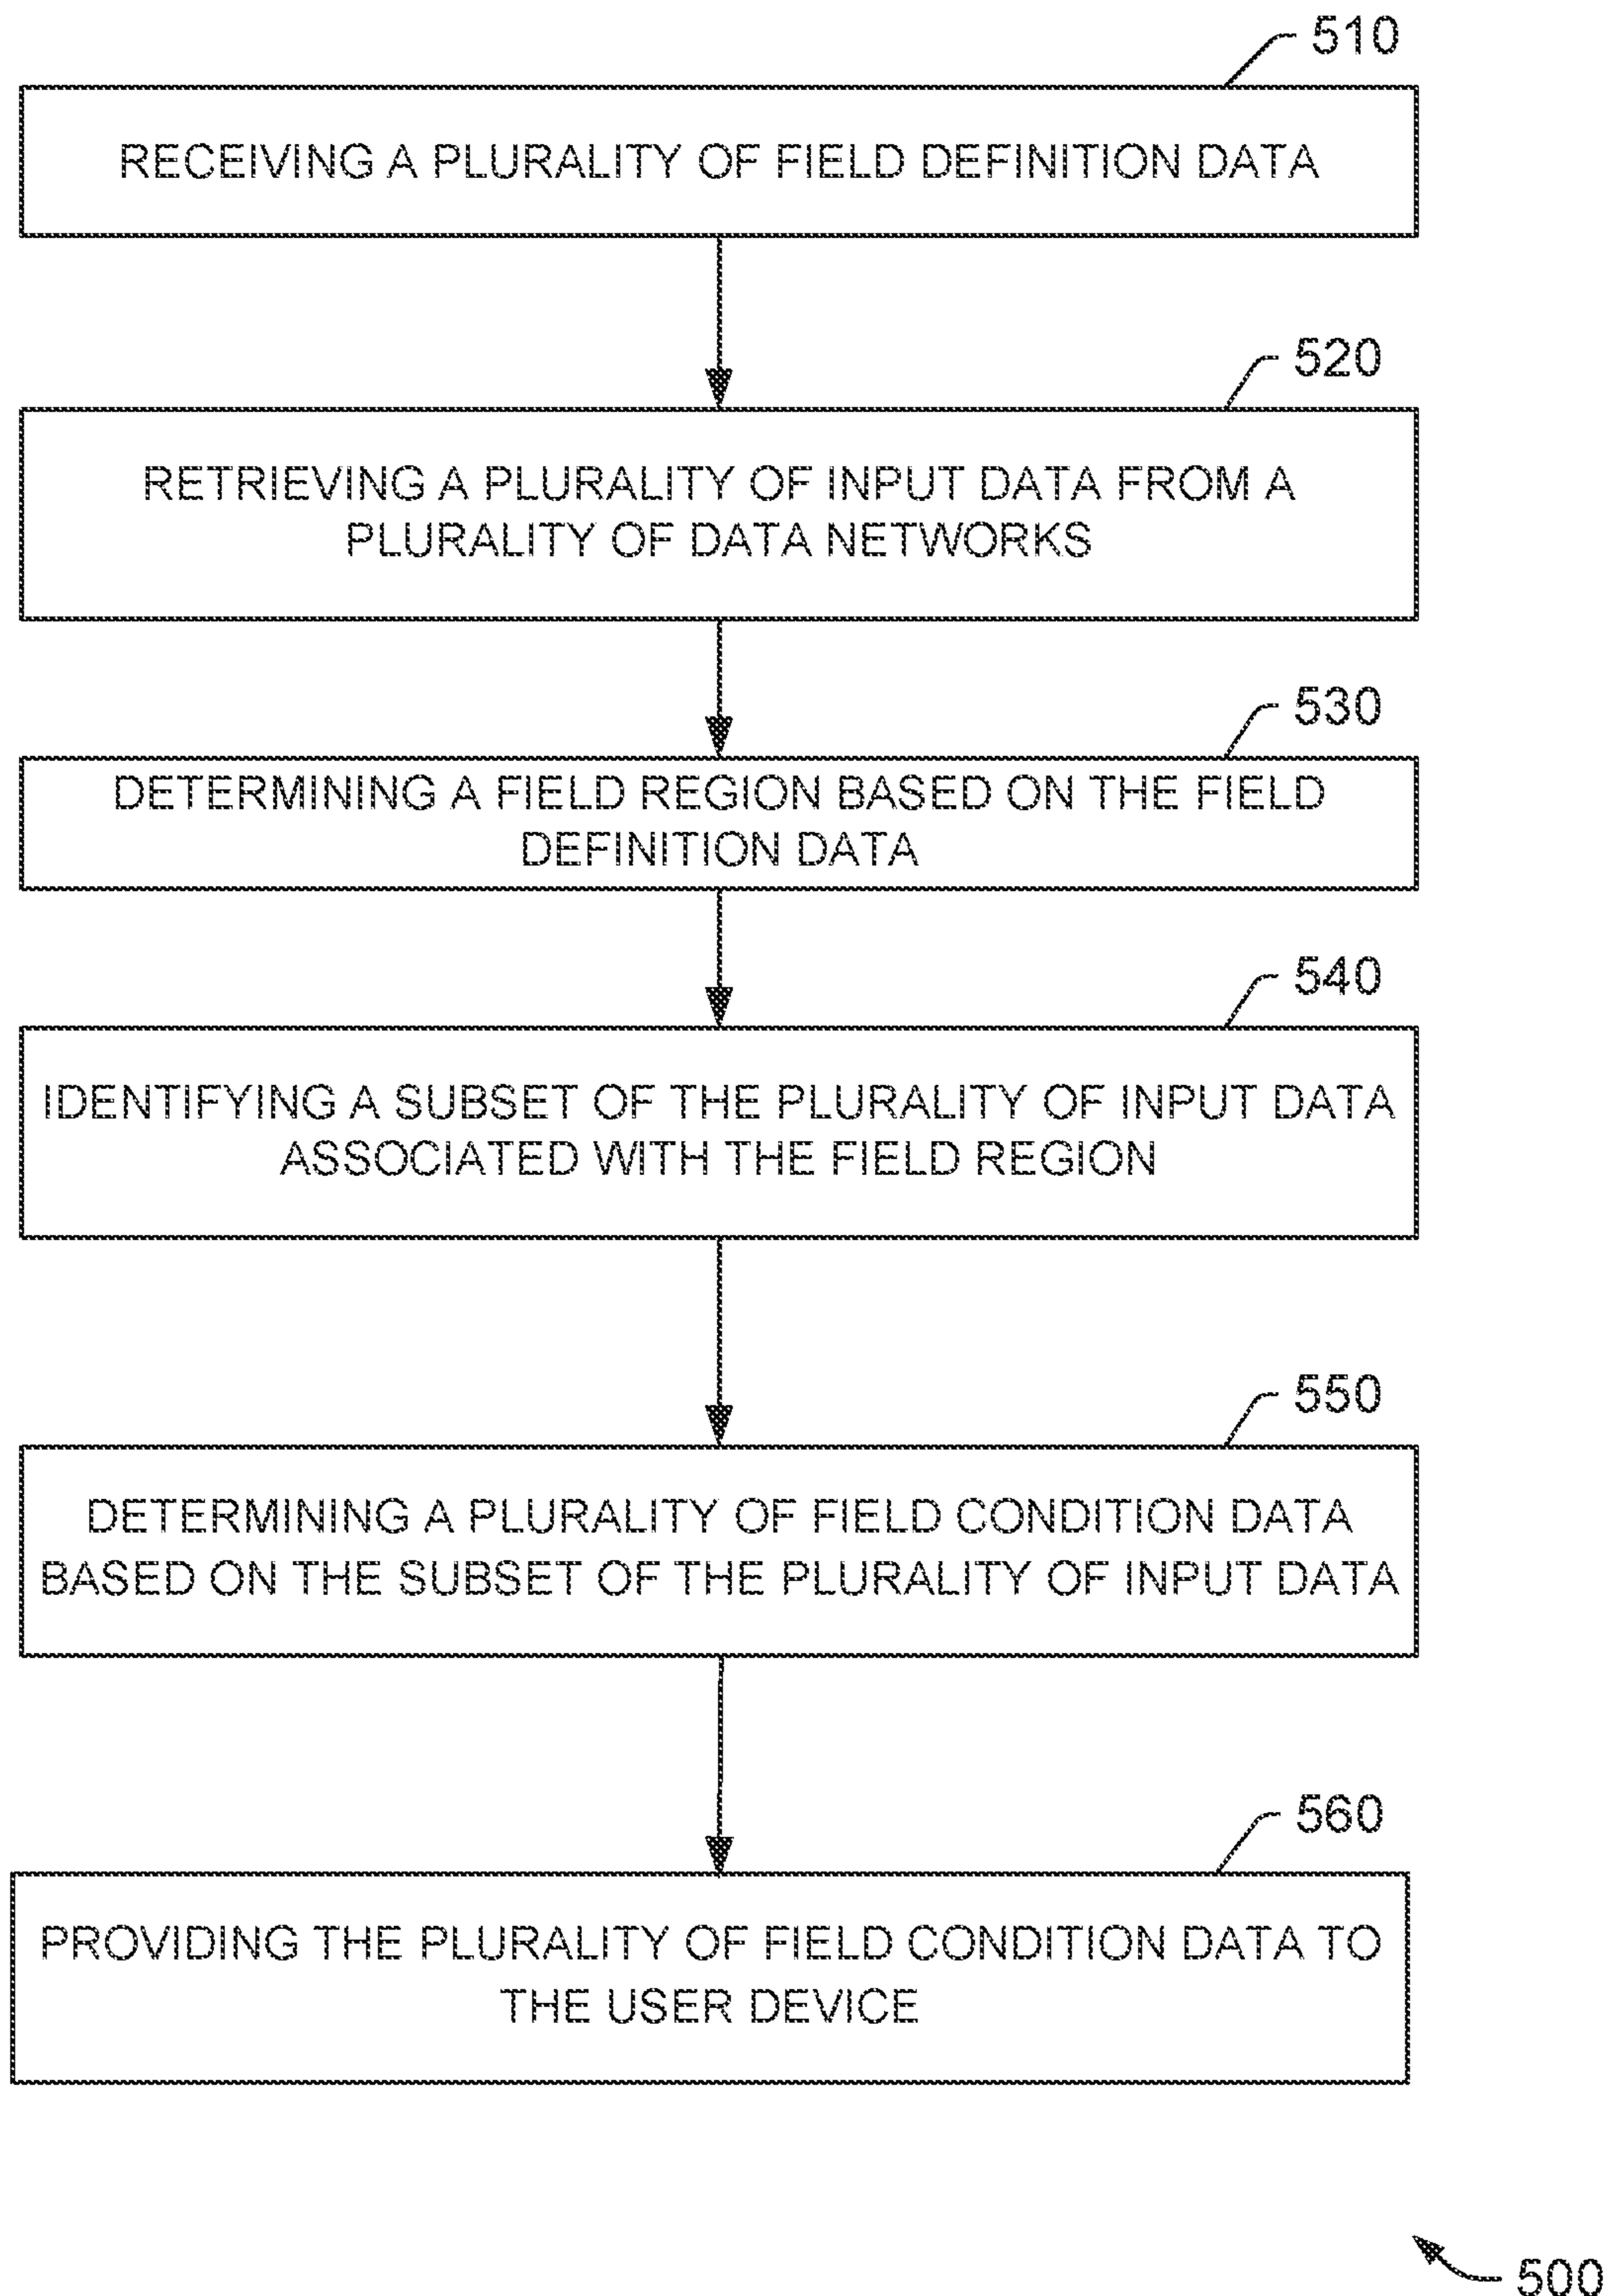 510
RECEIVING A PLURALITY OF FIELD DEFINITION DATA
520
RETRIEVING A PLURALITY OF INPUT DATA FROM A
PLURALITY OF DATA NETWORKS
530
DETERMINING A FIELD REGION BASED ON THE FIELD
DEFINITION DATA
540
IDENTIFYING A SUBSET OF THE PLURALITY OF INPUT DATA
ASSOCIATED WITH THE FIELD REGION
550
DETERMINING A PLURALITY OF FIELD CONDITION DATA
BASED ON THE SUBSET OF THE PLURALITY OF INPUT DATA
560
PROVIDING THE PLURALITY OF FIELD CONDITION DATA TO
THE USER DEVICE
500